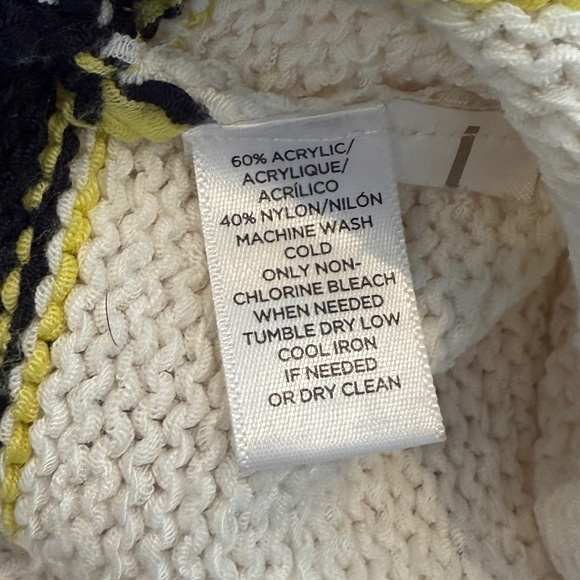 60% ACRYLIC/
ACRYLIQUE/
ACRÍLICO
40% NYLON/NILÓN
MACHINE WASH
COLD
ONLY NON-
CHLORINE BLEACH
WHEN NEEDED
TUMBLE DRY LOW
COOL IRON
IF NEEDED
OR DRY CLEAN